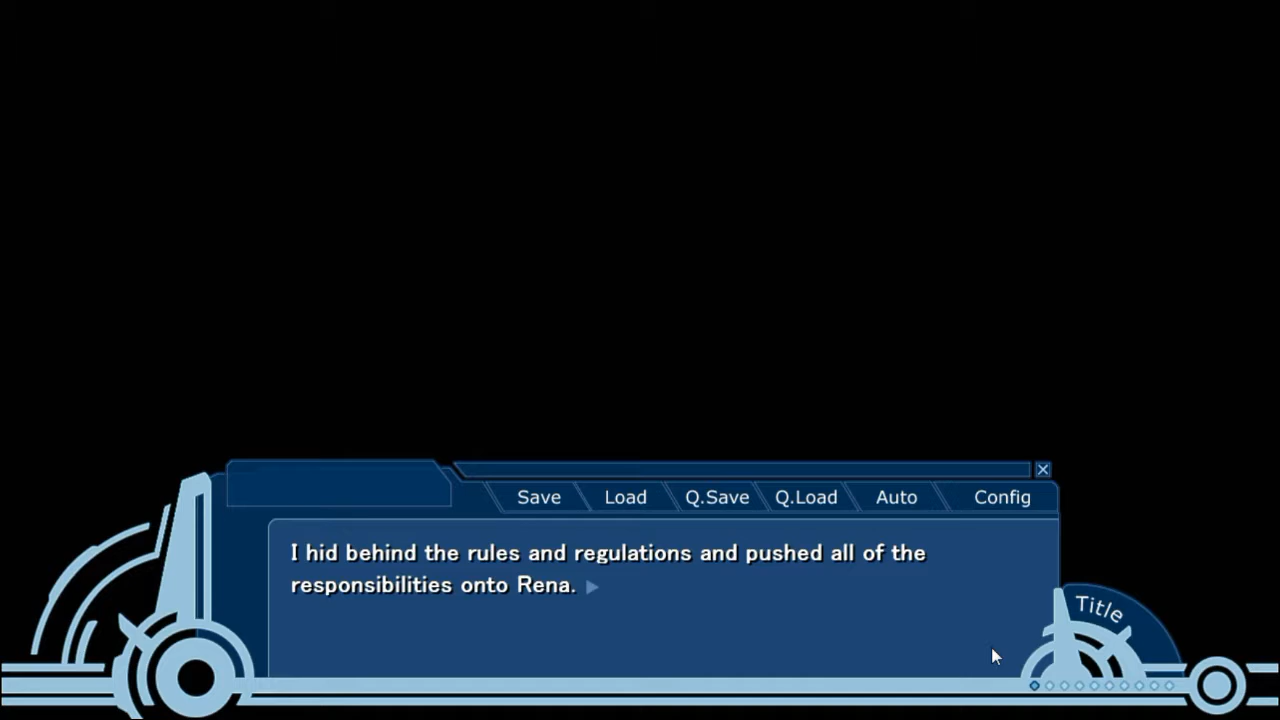 Save Load Q.Save Q.Load Auto Config
I hid behind the rules and regulations and pushed all of the
responsibilities onto Rena.
Title